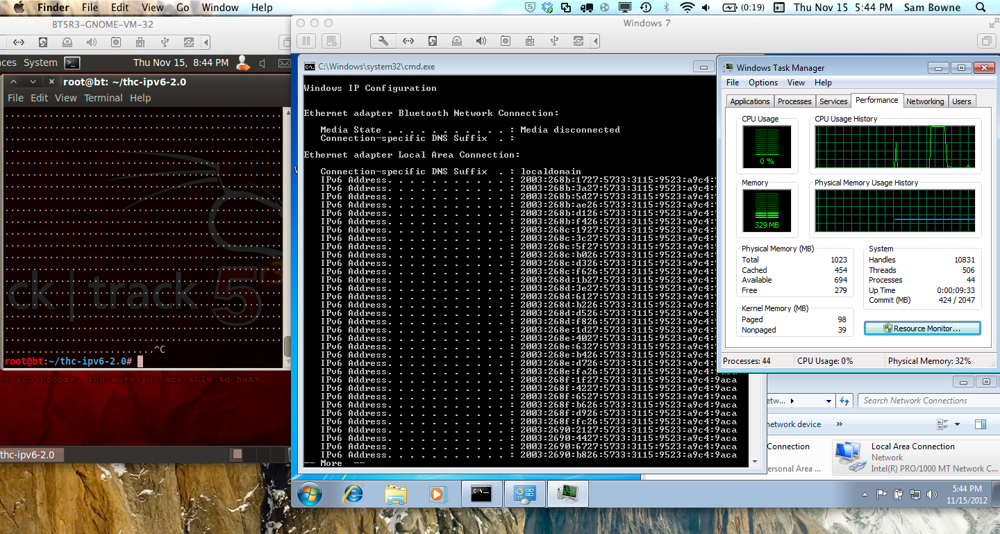 Finder File Edit View Go Window Help
(0:19) Thu Nov 15 5:44 PM Sam Bowne
BT5R3-GNOME-VM-32
ces System Thu Nov 15, 8:44 PM
root@bt: ~/thc-ipv6-2.0
File Edit View Terminal Help
ck | track 5 r3
^C
root@bt:~/thc-ipv6-2.0#
er you become, the more you are able to hear
thc-ipv6-2.0
Windows 7
C:\Windows\system32\cmd.exe
Windows IP Configuration
Ethernet adapter Bluetooth Network Connection:
Media State . . . . . . . . . . . : Media disconnected
Connection-specific DNS Suffix . :
Ethernet adapter Local Area Connection:
Connection-specific DNS Suffix . : localdomain
IPv6 Address. . . . . . . . . . . : 2003:268b:1727:5733:3115:9523:a9c4:
IPv6 Address. . . . . . . . . . . : 2003:268b:3a27:5733:3115:9523:a9c4:
IPv6 Address. . . . . . . . . . . : 2003:268b:5d27:5733:3115:9523:a9c4:
IPv6 Address. . . . . . . . . . . : 2003:268b:ae26:5733:3115:9523:a9c4:
IPv6 Address. . . . . . . . . . . : 2003:268b:d126:5733:3115:9523:a9c4:
IPv6 Address. . . . . . . . . . . : 2003:268b:f426:5733:3115:9523:a9c4:
IPv6 Address. . . . . . . . . . . : 2003:268c:1927:5733:3115:9523:a9c4:
IPv6 Address. . . . . . . . . . . : 2003:268c:3c27:5733:3115:9523:a9c4:
IPv6 Address. . . . . . . . . . . : 2003:268c:5f27:5733:3115:9523:a9c4:
IPv6 Address. . . . . . . . . . . : 2003:268c:b026:5733:3115:9523:a9c4:
IPv6 Address. . . . . . . . . . . : 2003:268c:d326:5733:3115:9523:a9c4:
IPv6 Address. . . . . . . . . . . : 2003:268c:f626:5733:3115:9523:a9c4:
IPv6 Address. . . . . . . . . . . : 2003:268d:1b27:5733:3115:9523:a9c4:
IPv6 Address. . . . . . . . . . . : 2003:268d:3e27:5733:3115:9523:a9c4:
IPv6 Address. . . . . . . . . . . : 2003:268d:6127:5733:3115:9523:a9c4:
IPv6 Address. . . . . . . . . . . : 2003:268d:b226:5733:3115:9523:a9c4:
IPv6 Address. . . . . . . . . . . : 2003:268d:d526:5733:3115:9523:a9c4:
IPv6 Address. . . . . . . . . . . : 2003:268d:f826:5733:3115:9523:a9c4:
IPv6 Address. . . . . . . . . . . : 2003:268e:1d27:5733:3115:9523:a9c4:
IPv6 Address. . . . . . . . . . . : 2003:268e:4027:5733:3115:9523:a9c4:
IPv6 Address. . . . . . . . . . . : 2003:268e:6327:5733:3115:9523:a9c4:
IPv6 Address. . . . . . . . . . . : 2003:268e:b426:5733:3115:9523:a9c4:
IPv6 Address. . . . . . . . . . . : 2003:268e:d726:5733:3115:9523:a9c4:
IPv6 Address. . . . . . . . . . . : 2003:268e:fa26:5733:3115:9523:a9c4:9aca
IPv6 Address. . . . . . . . . . . : 2003:268f:1f27:5733:3115:9523:a9c4:9aca
IPv6 Address. . . . . . . . . . . : 2003:268f:4227:5733:3115:9523:a9c4:9aca
IPv6 Address. . . . . . . . . . . : 2003:268f:6527:5733:3115:9523:a9c4:9aca
IPv6 Address. . . . . . . . . . . : 2003:268f:b626:5733:3115:9523:a9c4:9aca
IPv6 Address. . . . . . . . . . . : 2003:268f:d926:5733:3115:9523:a9c4:9aca
IPv6 Address. . . . . . . . . . . : 2003:268f:fc26:5733:3115:9523:a9c4:9aca
IPv6 Address. . . . . . . . . . . : 2003:2690:2127:5733:3115:9523:a9c4:9aca
IPv6 Address. . . . . . . . . . . : 2003:2690:4427:5733:3115:9523:a9c4:9aca
IPv6 Address. . . . . . . . . . . : 2003:2690:6727:5733:3115:9523:a9c4:9aca
IPv6 Address. . . . . . . . . . . : 2003:2690:b826:5733:3115:9523:a9c4:9aca
-- More --
Windows Task Manager
File Options View Help
Applications Processes Services Performance Networking Users
CPU Usage CPU Usage History
0 %
Memory Physical Memory Usage History
329 MB
Physical Memory (MB) System
Total 1023 Handles 10831
Cached 454 Threads 506
Available 694 Processes 44
Free 279 Up Time 0:00:09:33
Commit (MB) 424 / 2047
Kernel Memory (MB)
Paged 98
Nonpaged 39
Resource Monitor...
Processes: 44 CPU Usage: 0% Physical Memory: 32%
etw... Search Network Connections
network device »
Connection Local Area Connection
Network
ersonal Area ... Intel(R) PRO/1000 MT Network C...
5:44 PM
11/15/2012